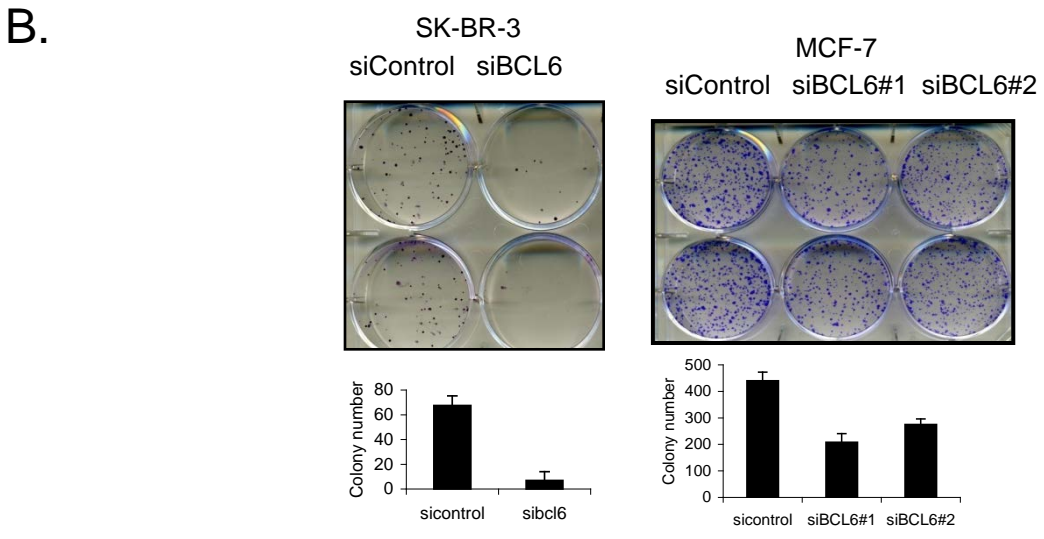 B.
SK-BR-3
siControl siBCL6
MCF-7
siControl siBCL6#1 siBCL6#2
Colony number
80
60
40
20
0
sicontrol sibcl6
Colony number
500
400
300
200
100
0
sicontrol siBCL6#1 siBCL6#2